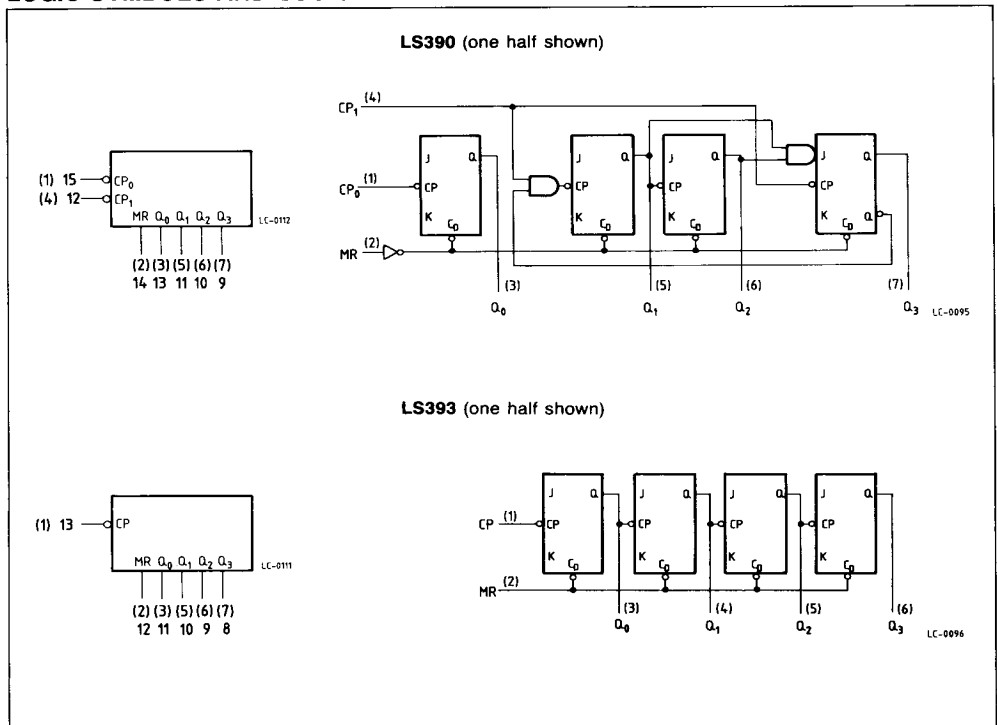 LS390 (one half shown)
CP1 (4)
J Q
J Q
J Q
J Q
(1) 15 CP0
(4) 12 CP1
CP0 (1)
CP
CP
CP
CP
K CD
K CD
K CD
K CD
MR Q0 Q1 Q2 Q3
LC-0112
MR (2)
(2) (3) (5) (6) (7)
14 13 11 10 9
(3)
(5)
(6)
(7)
Q0
Q1
Q2
Q3
LC-0095
LS393 (one half shown)
J Q
J Q
J Q
J Q
(1) 13 CP
CP (1)
CP
CP
CP
CP
K CD
K CD
K CD
K CD
MR Q0 Q1 Q2 Q3
LC-0111
MR (2)
(2) (3) (5) (6) (7)
12 11 10 9 8
(3)
(4)
(5)
(6)
Q0
Q1
Q2
Q3
LC-0096